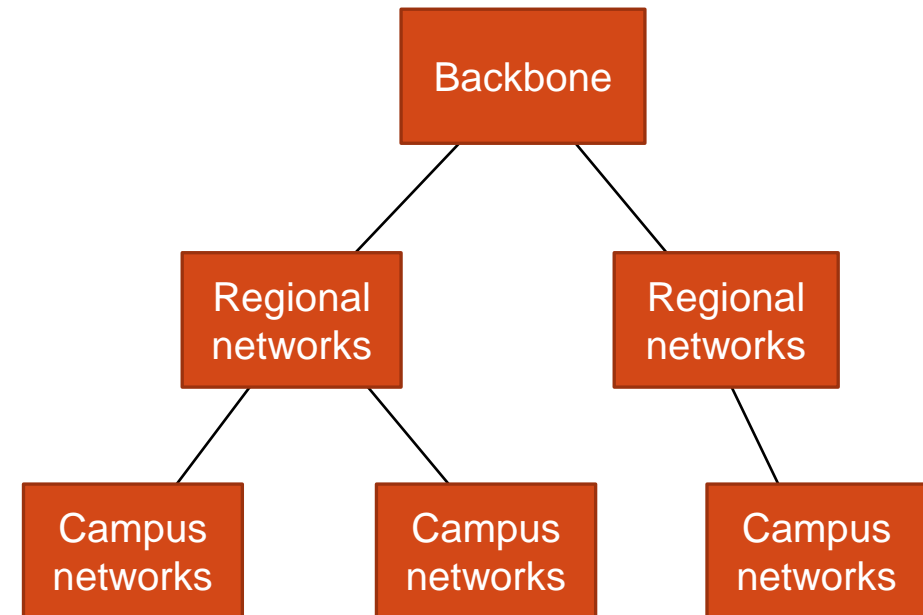 Backbone
Regional
networks
Regional
networks
Campus
networks
Campus
networks
Campus
networks